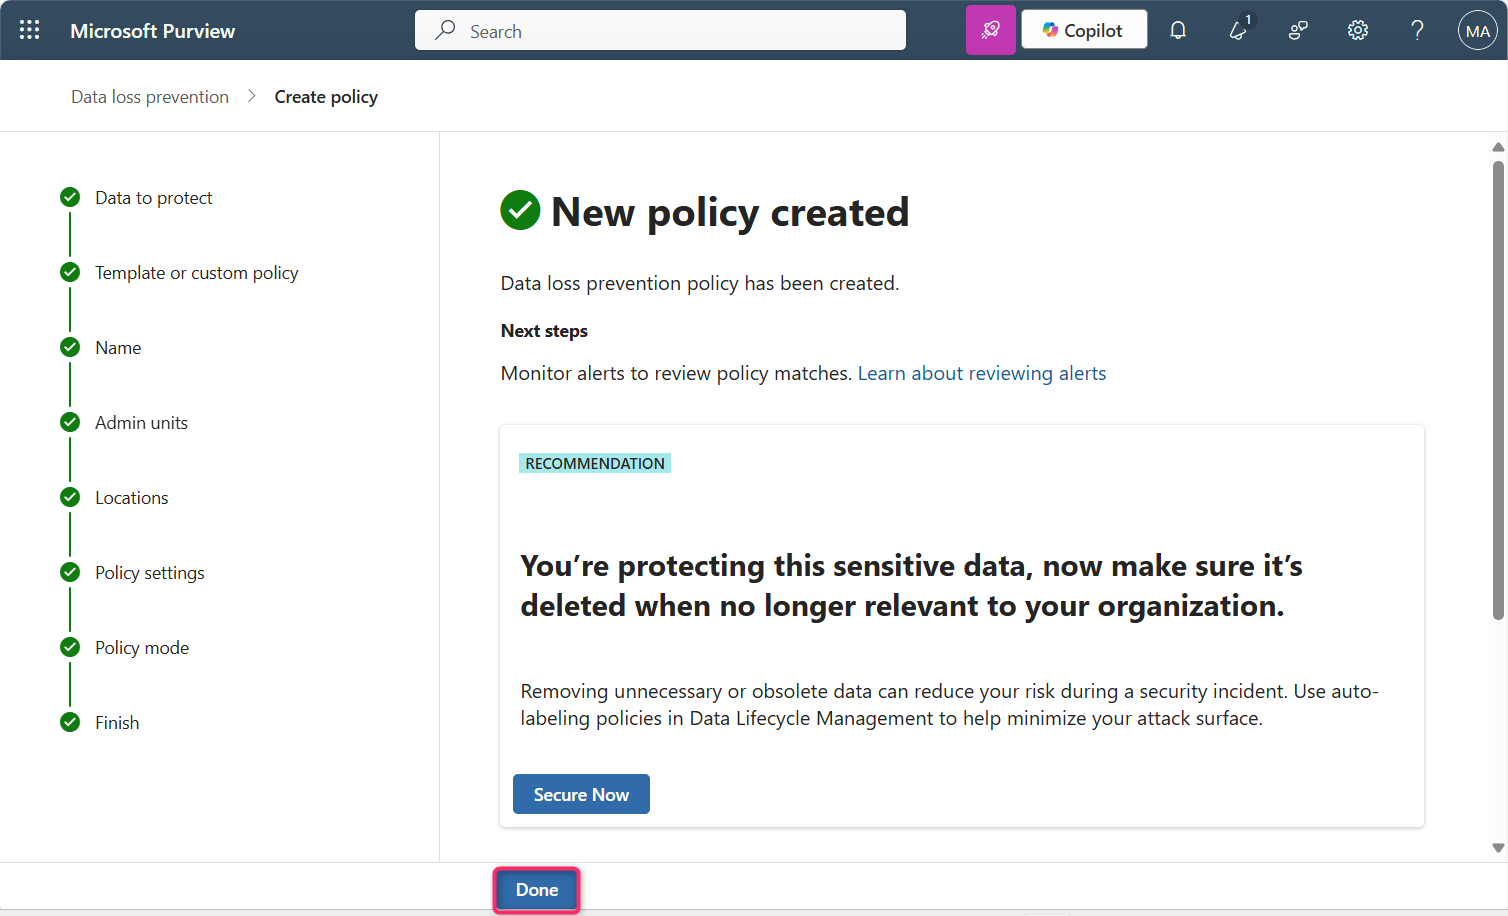 Microsoft Purview
Search
Copilot
1
?
MA
Data loss prevention > Create policy
Data to protect
Template or custom policy
Name
Admin units
Locations
Policy settings
Policy mode
Finish
New policy created
Data loss prevention policy has been created.
Next steps
Monitor alerts to review policy matches. Learn about reviewing alerts
RECOMMENDATION
You’re protecting this sensitive data, now make sure it’s
deleted when no longer relevant to your organization.
Removing unnecessary or obsolete data can reduce your risk during a security incident. Use auto-
labeling policies in Data Lifecycle Management to help minimize your attack surface.
Secure Now
Done